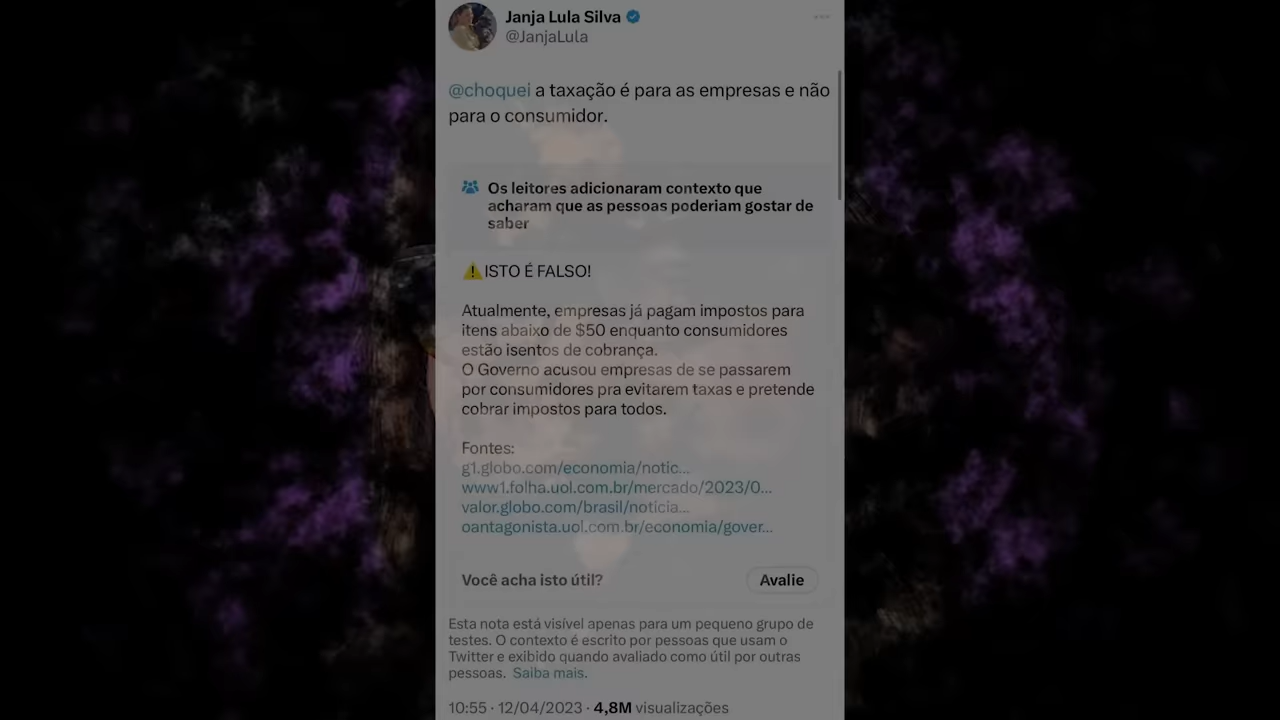 Janja Lula Silva
@JanjaLula
@choquei a taxação é para as empresas e não
para o consumidor.
Os leitores adicionaram contexto que
acharam que as pessoas poderiam gostar de
saber
⚠️ISTO É FALSO!
Atualmente, empresas já pagam impostos para
itens abaixo de $50 enquanto consumidores
estão isentos de cobrança.
O Governo acusou empresas de se passarem
por consumidores pra evitarem taxas e pretende
cobrar impostos para todos.
Fontes:
g1.globo.com/economia/notic...
www1.folha.uol.com.br/mercado/2023/0...
valor.globo.com/brasil/noticia...
oantagonista.uol.com.br/economia/gover...
Você acha isto útil?
Avalie
Esta nota está visível apenas para um pequeno grupo de
testes. O contexto é escrito por pessoas que usam o
Twitter e exibido quando avaliado como útil por outras
pessoas. Saiba mais.
10:55 · 12/04/2023 · 4,8M visualizações